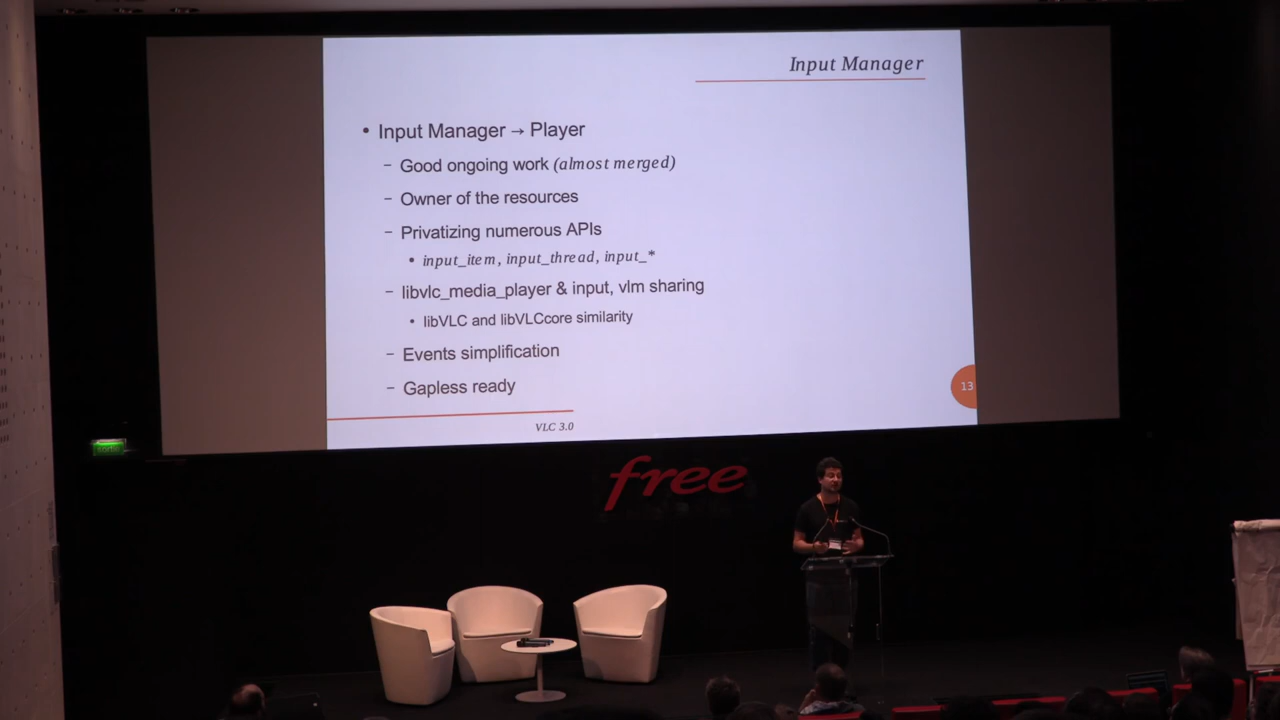 Input Manager
• Input Manager → Player
– Good ongoing work (almost merged)
– Owner of the resources
– Privatizing numerous APIs
• input_item, input_thread, input_*
– libvlc_media_player & input, vlm sharing
• libVLC and libVLCcore similarity
– Events simplification
– Gapless ready
13
VLC 3.0
sortie
free